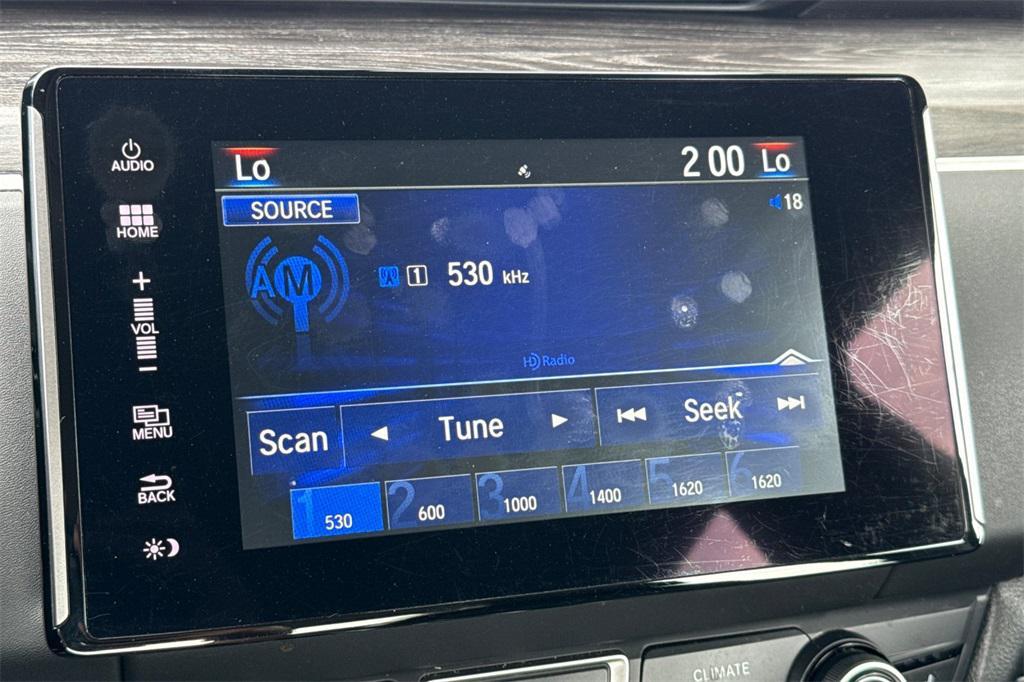 AUDIO
HOME
+
VOL
−
MENU
BACK
Lo 2 00 Lo
SOURCE 18
AM 1 530 kHz
HD Radio
Scan Tune Seek
1 530 2 600 3 1000 4 1400 5 1620 6 1620
CLIMATE